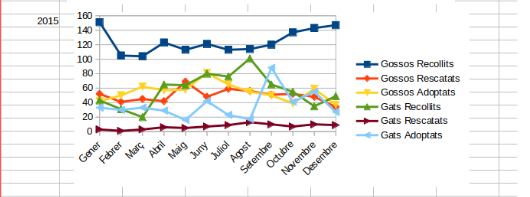 2015
160
140
120
100
80
60
40
20
0
Gener
Febrer
Març
Abril
Maig
Juny
Juliol
Agost
Setembre
Octubre
Novembre
Desembre
Gossos Recollits
Gossos Rescatats
Gossos Adoptats
Gats Recollits
Gats Rescatats
Gats Adoptats